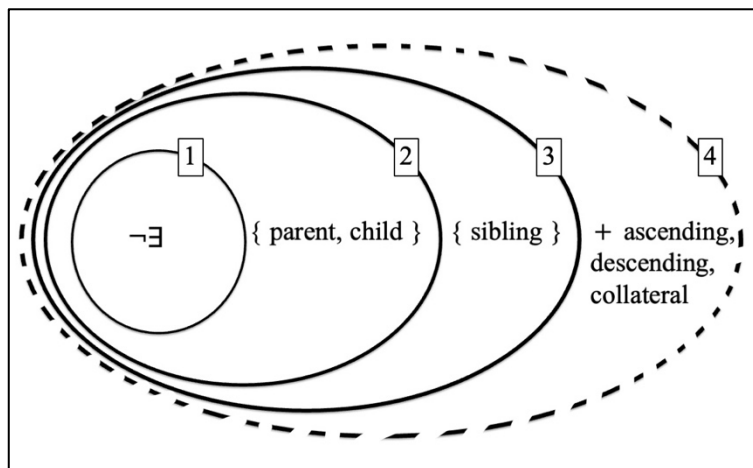 1
2
3
4
¬∃
{ parent, child }
{ sibling }
+ ascending,
descending,
collateral